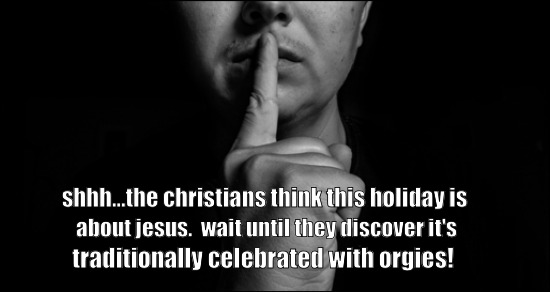 shhh...the christians think this holiday is
about jesus.  wait until they discover it's
traditionally celebrated with orgies!